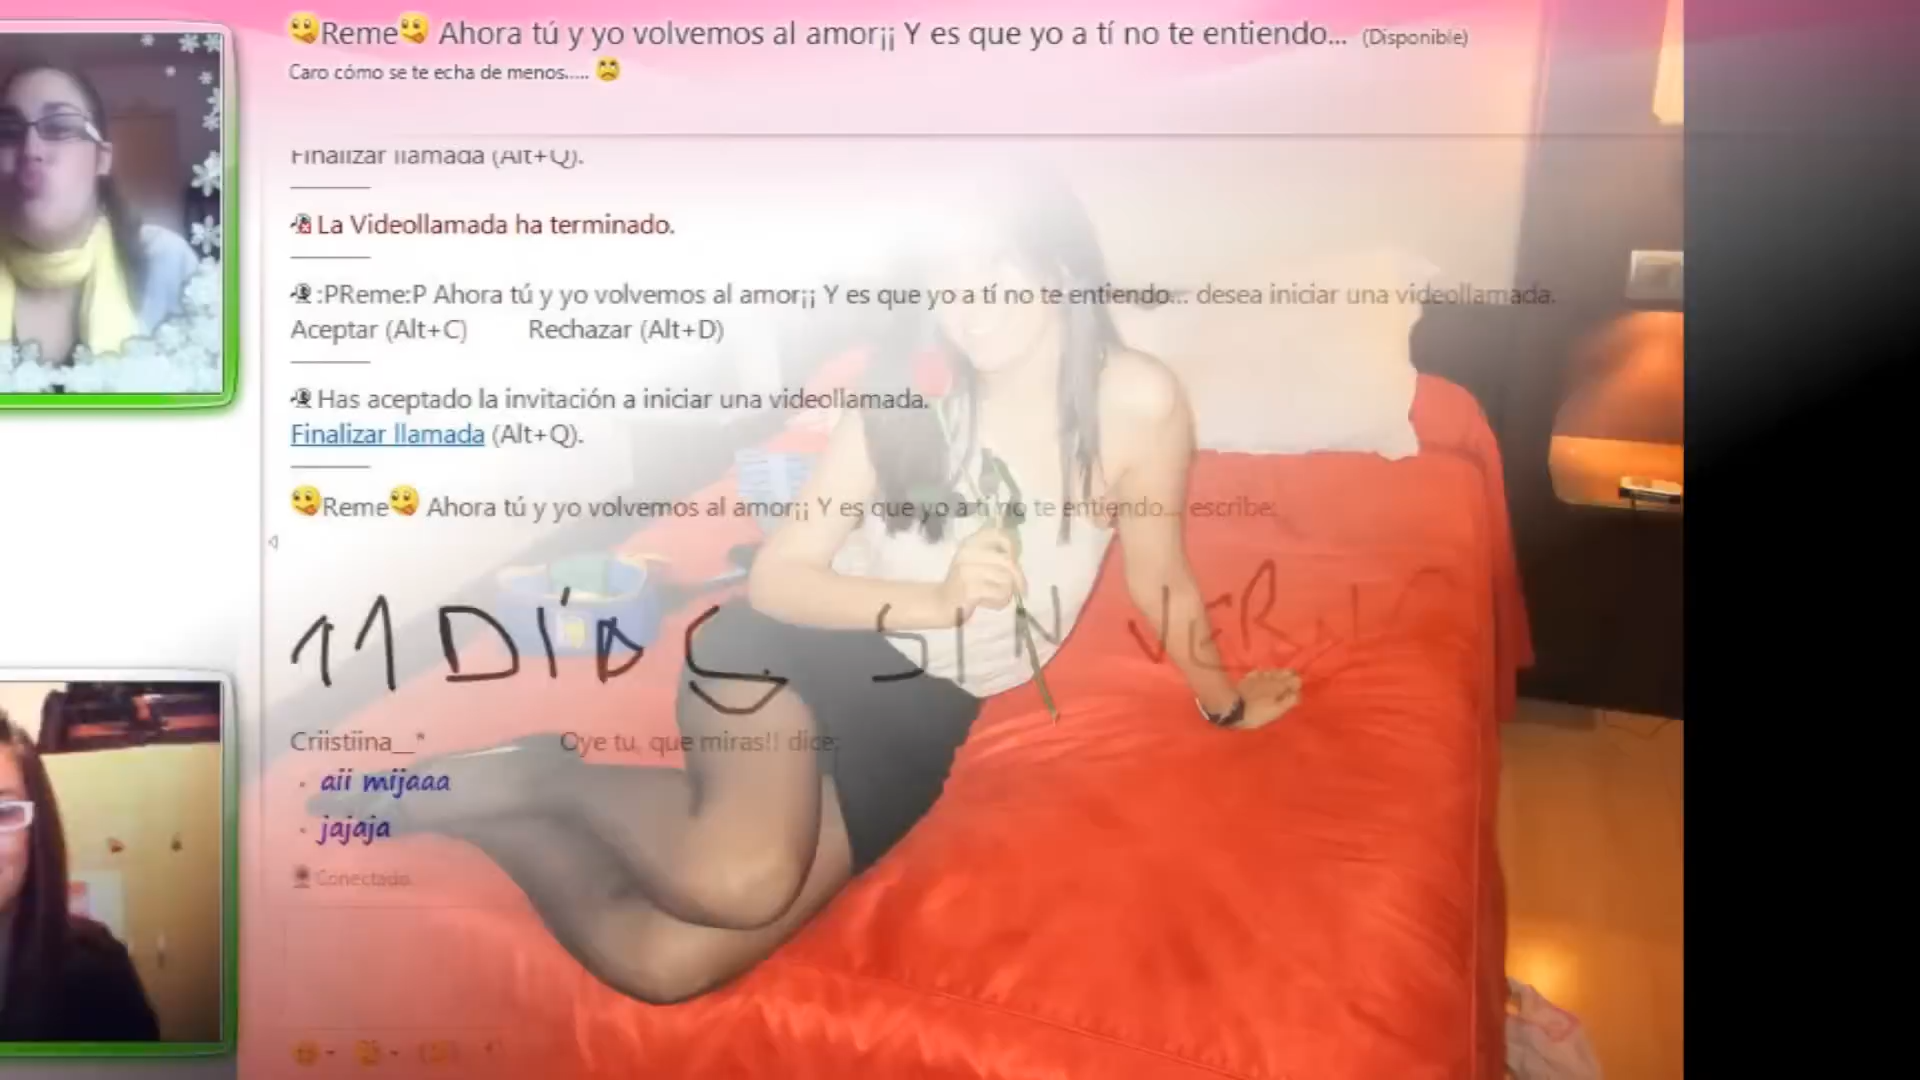 Reme Ahora tú y yo volvemos al amor¡¡ Y es que yo a tí no te entiendo... (Disponible)
Caro cómo se te echa de menos.....
Finalizar llamada (Alt+Q).
La Videollamada ha terminado.
:PReme:P Ahora tú y yo volvemos al amor¡¡ Y es que yo a tí no te entiendo... desea iniciar una videollamada.
Aceptar (Alt+C) Rechazar (Alt+D)
Has aceptado la invitación a iniciar una videollamada.
Finalizar llamada (Alt+Q).
Reme Ahora tú y yo volvemos al amor¡¡ Y es que yo a tí no te entiendo... escribe:
11 DÍAS SIN
Criistiina__* Oye tu, que miras!! dice:
· aii mijaaa
· jajaja
Conectado